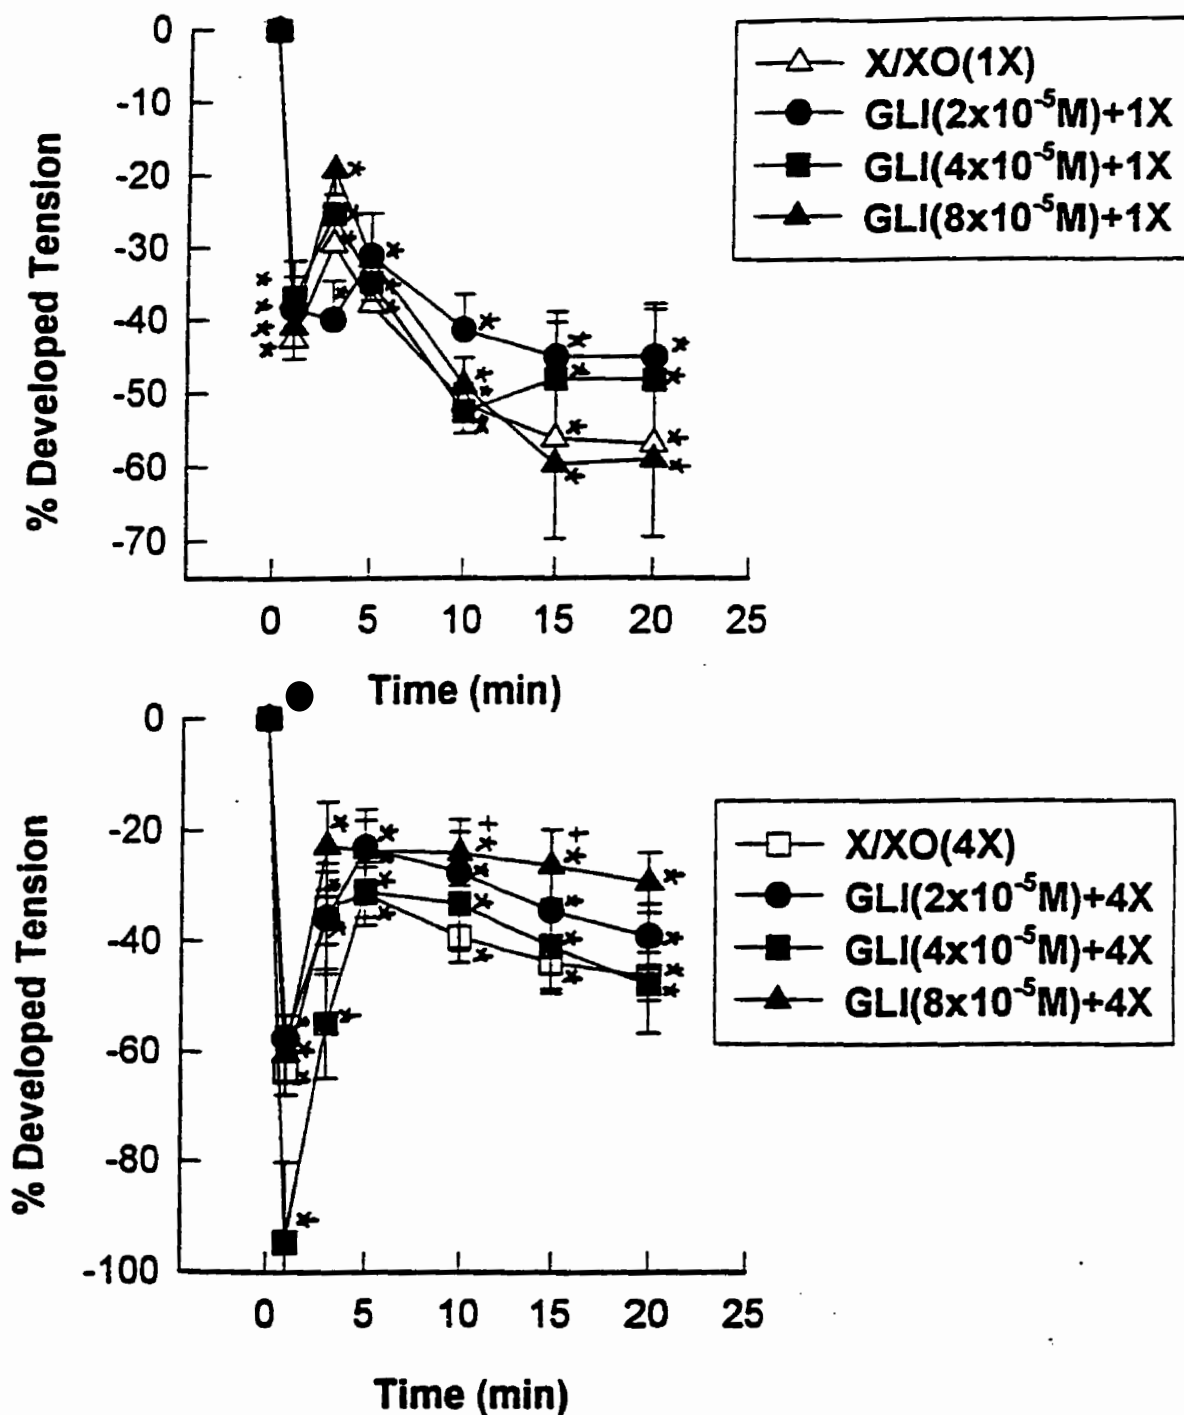 0
-10
-20
-30
-40
-50
-60
-70
% Developed Tension
X/XO(1X)
GLI(2x10⁻⁵M)+1X
GLI(4x10⁻⁵M)+1X
GLI(8x10⁻⁵M)+1X
0 5 10 15 20 25
Time (min)
0
-20
-40
-60
-80
-100
% Developed Tension
X/XO(4X)
GLI(2x10⁻⁵M)+4X
GLI(4x10⁻⁵M)+4X
GLI(8x10⁻⁵M)+4X
0 5 10 15 20 25
Time (min)